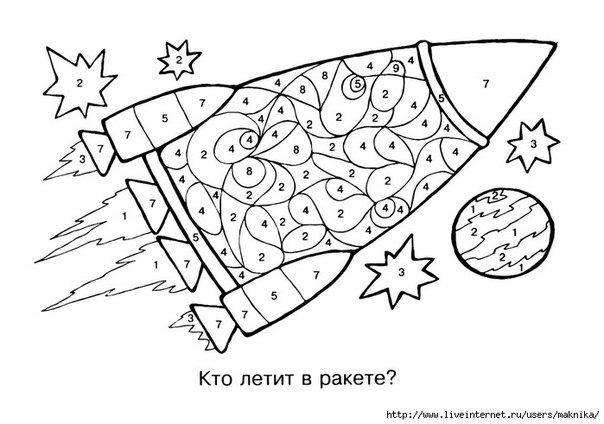 Кто летит в ракете?
http://www.liveinternet.ru/users/maknika/